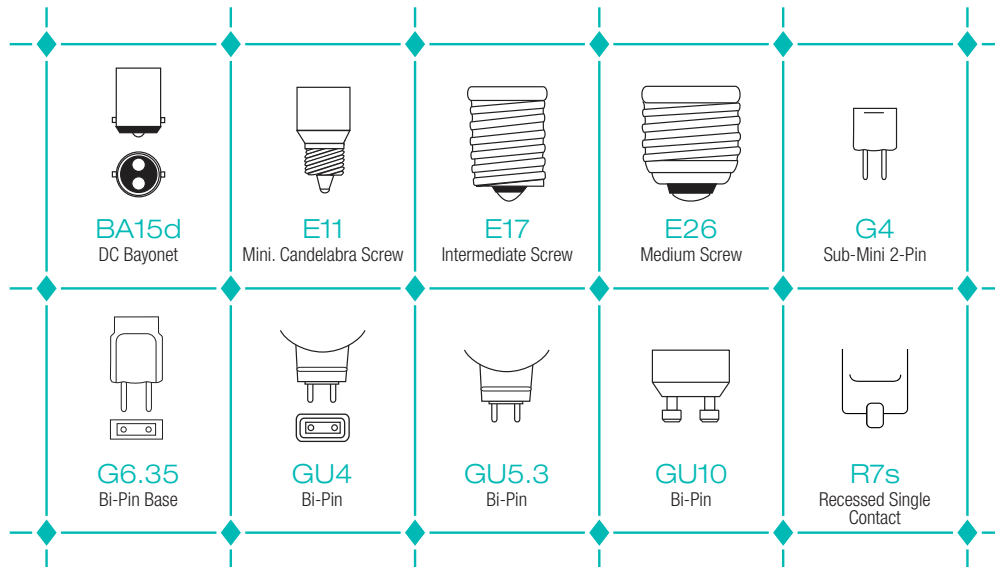 BA15d
DC Bayonet
E11
Mini. Candelabra Screw
E17
Intermediate Screw
E26
Medium Screw
G4
Sub-Mini 2-Pin
G6.35
Bi-Pin Base
GU4
Bi-Pin
GU5.3
Bi-Pin
GU10
Bi-Pin
R7s
Recessed Single
Contact